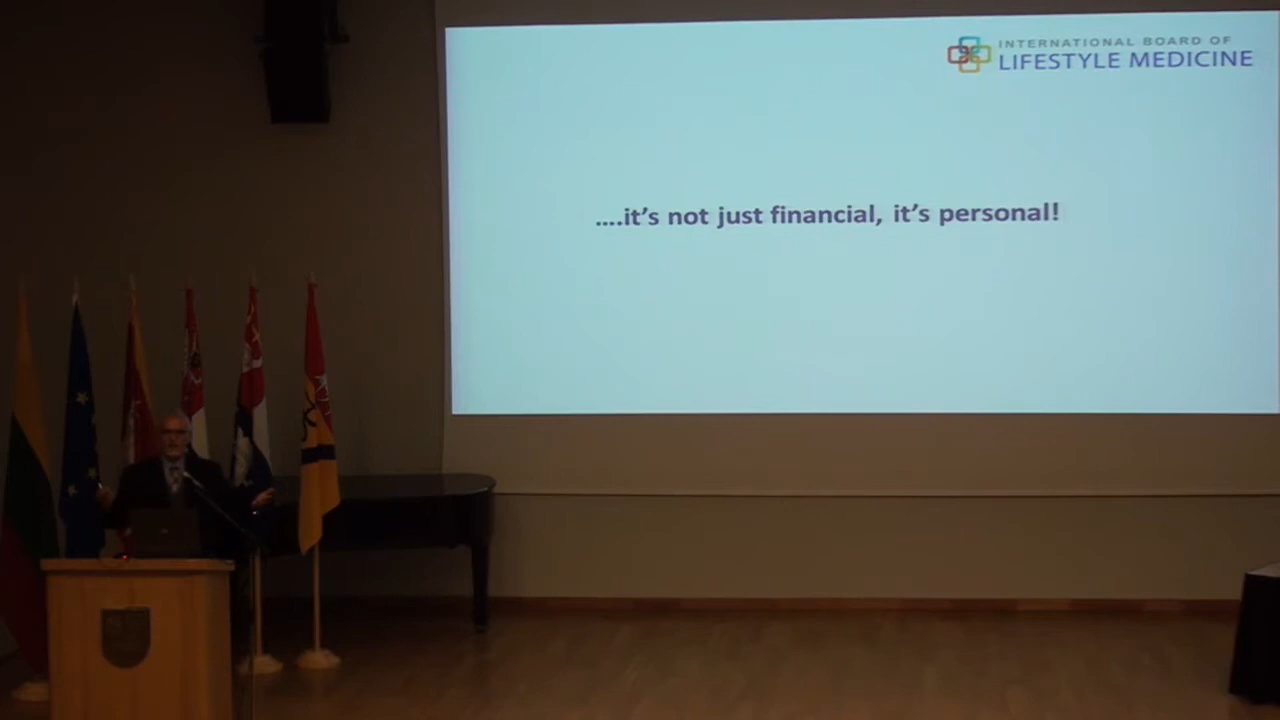 INTERNATIONAL BOARD OF
LIFESTYLE MEDICINE
....it’s not just financial, it’s personal!